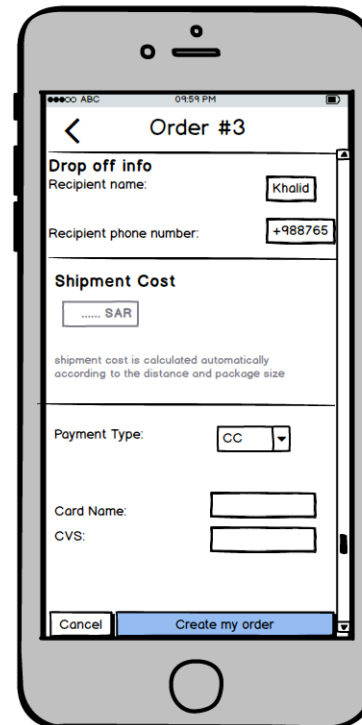 ABC 09:59 PM
Order #3
Drop off info
Recipient name: Khalid
Recipient phone number: +988765
Shipment Cost
...... SAR
shipment cost is calculated automatically
according to the distance and package size
Payment Type: CC
Card Name:
CVS:
Cancel Create my order